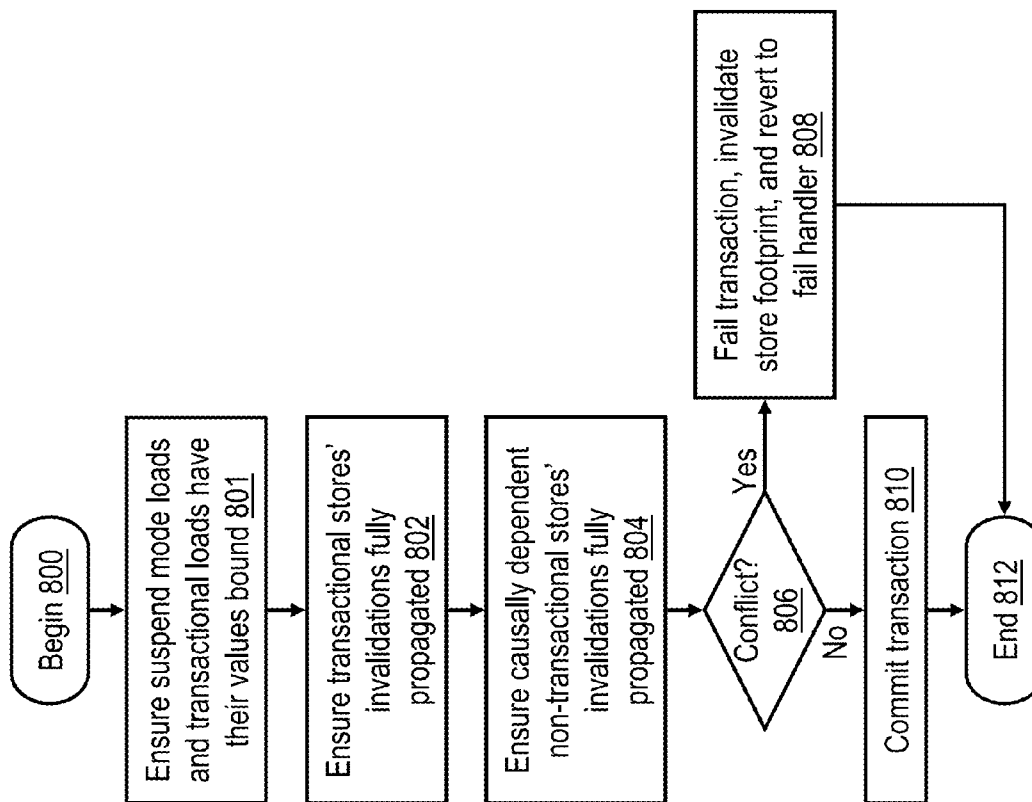 Begin 800
Ensure suspend mode loads
and transactional loads have
their values bound 801
Ensure transactional stores'
invalidations fully
propagated 802
Ensure causally dependent
non-transactional stores'
invalidations fully
propagated 804
Conflict?
806
Yes
Fail transaction, invalidate
store footprint, and revert to
fail handler 808
No
Commit transaction 810
End 812